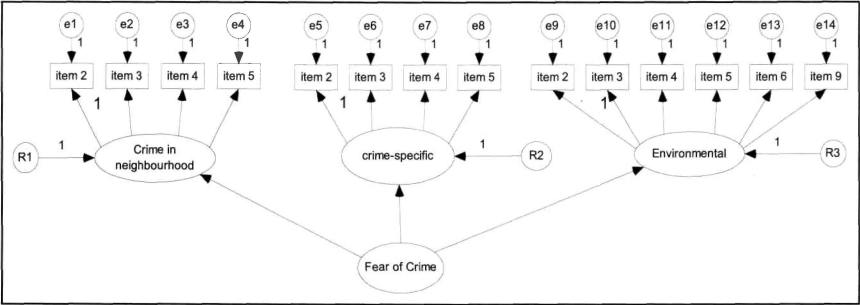 e1 e2 e3 e4 e5 e6 e7 e8 e9 e10 e11 e12 e13 e14
1 1 1 1 1 1 1 1 1 1 1 1 1 1
item 2 item 3 item 4 item 5 item 2 item 3 item 4 item 5 item 2 item 3 item 4 item 5 item 6 item 9
1 1 1
R1 1 Crime in neighbourhood crime-specific 1 R2 Environmental 1 R3
Fear of Crime